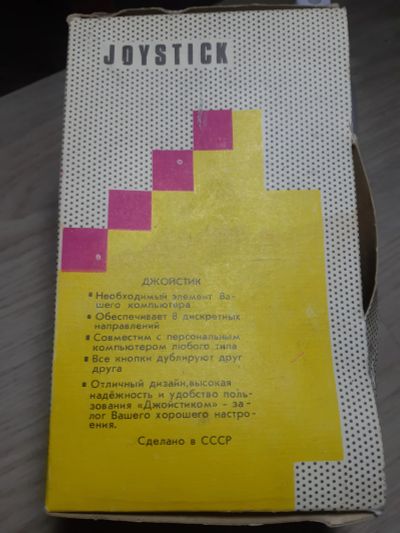 JOYSTICK
ДЖОЙСТИК
Необходимый элемент Ва-
шего компьютера
Обеспечивает 8 дискретных
направлений
Совместим с персональным
компьютером любого типа
Все кнопки дублируют друг
друга
Отличный дизайн,высокая
надёжность и удобство поль-
зования «Джойстиком» – за-
лог Вашего хорошего настро-
ения.
Сделано в СССР